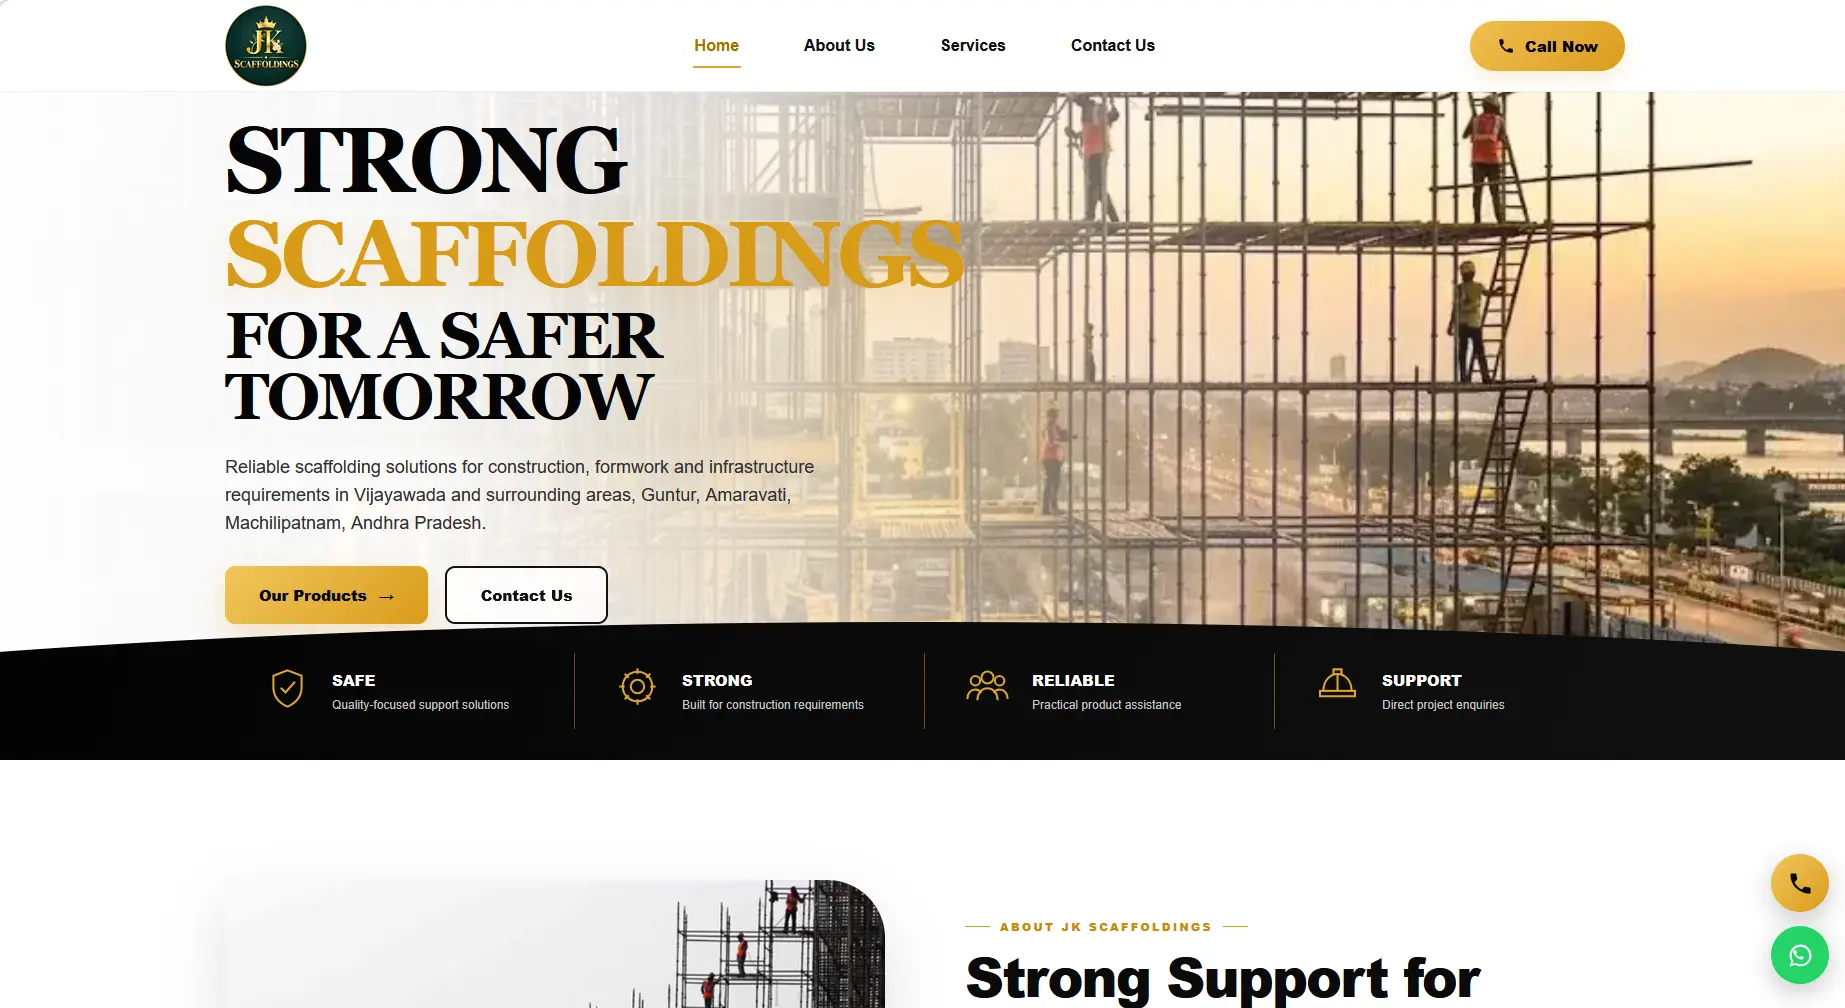 JK
SCAFFOLDINGS
Home
About Us
Services
Contact Us
Call Now
STRONG
SCAFFOLDINGS
FOR A SAFER
TOMORROW
Reliable scaffolding solutions for construction, formwork and infrastructure
requirements in Vijayawada and surrounding areas, Guntur, Amaravati,
Machilipatnam, Andhra Pradesh.
Our Products →
Contact Us
SAFE
Quality-focused support solutions
STRONG
Built for construction requirements
RELIABLE
Practical product assistance
SUPPORT
Direct project enquiries
ABOUT JK SCAFFOLDINGS
Strong Support for